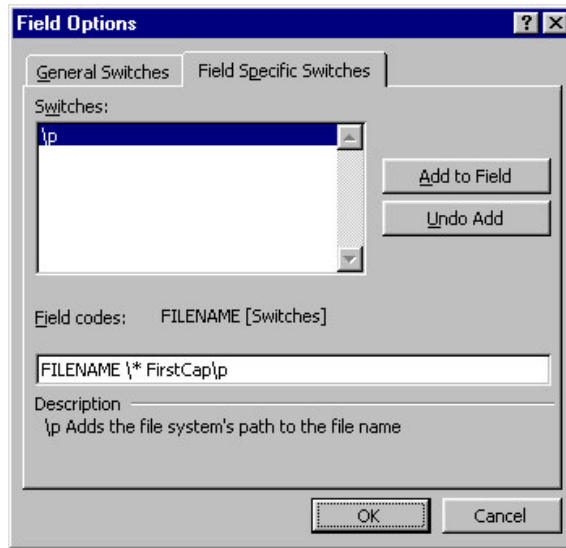 Field Options
General Switches Field Specific Switches
Switches:
\p
Add to Field
Undo Add
Field codes: FILENAME [Switches]
FILENAME \* FirstCap\p
Description
\p Adds the file system's path to the file name
OK Cancel